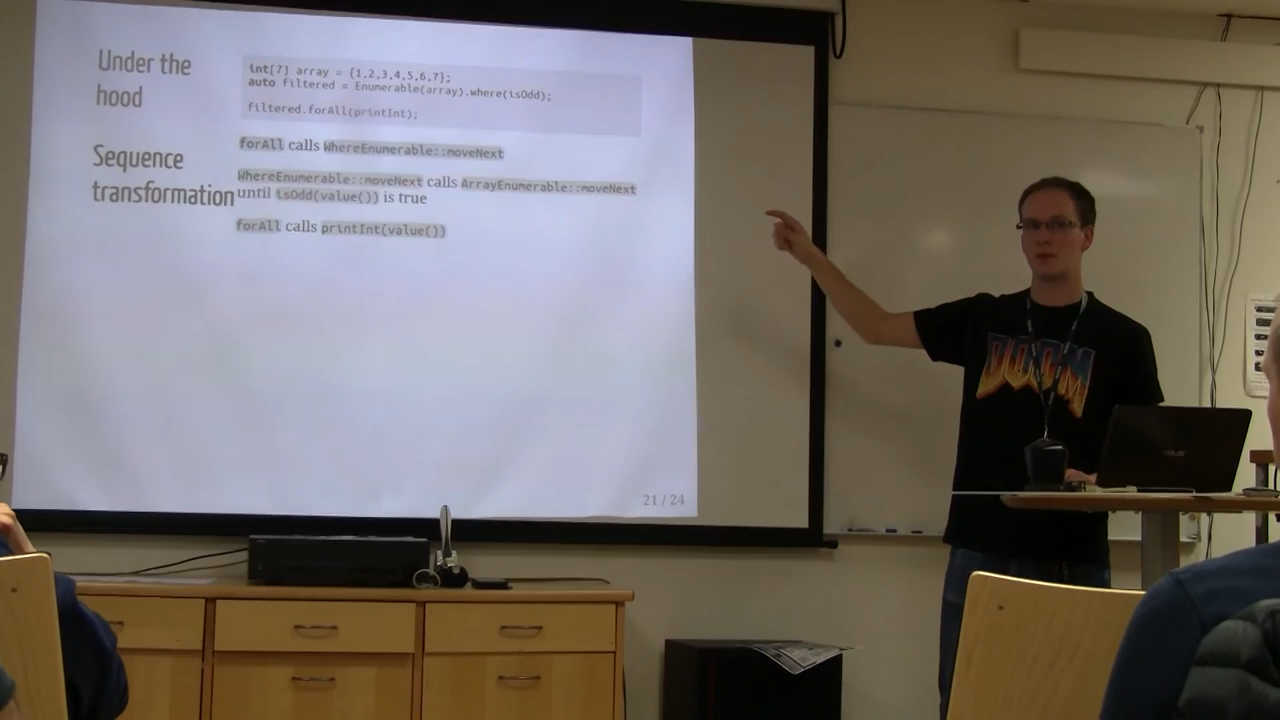 Under the
hood
int[7] array = {1,2,3,4,5,6,7};
auto filtered = Enumerable(array).where(isOdd);
filtered.forAll(printInt);
forAll calls WhereEnumerable::moveNext
Sequence
transformation
WhereEnumerable::moveNext calls ArrayEnumerable::moveNext
until isOdd(value()) is true
forAll calls printInt(value())
21 / 24
DOOM
ASUS